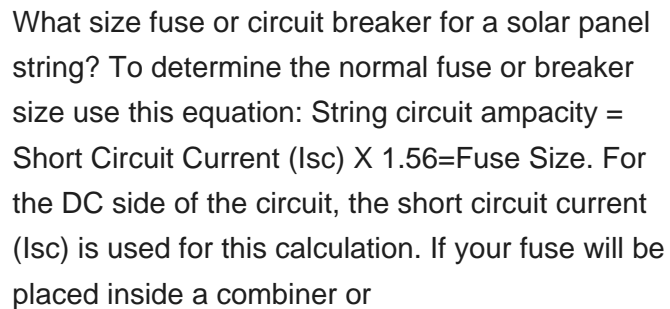 What size fuse or circuit breaker for a solar panel
string? To determine the normal fuse or breaker
size use this equation: String circuit ampacity =
Short Circuit Current (Isc) X 1.56=Fuse Size. For
the DC side of the circuit, the short circuit current
(Isc) is used for this calculation. If your fuse will be
placed inside a combiner or